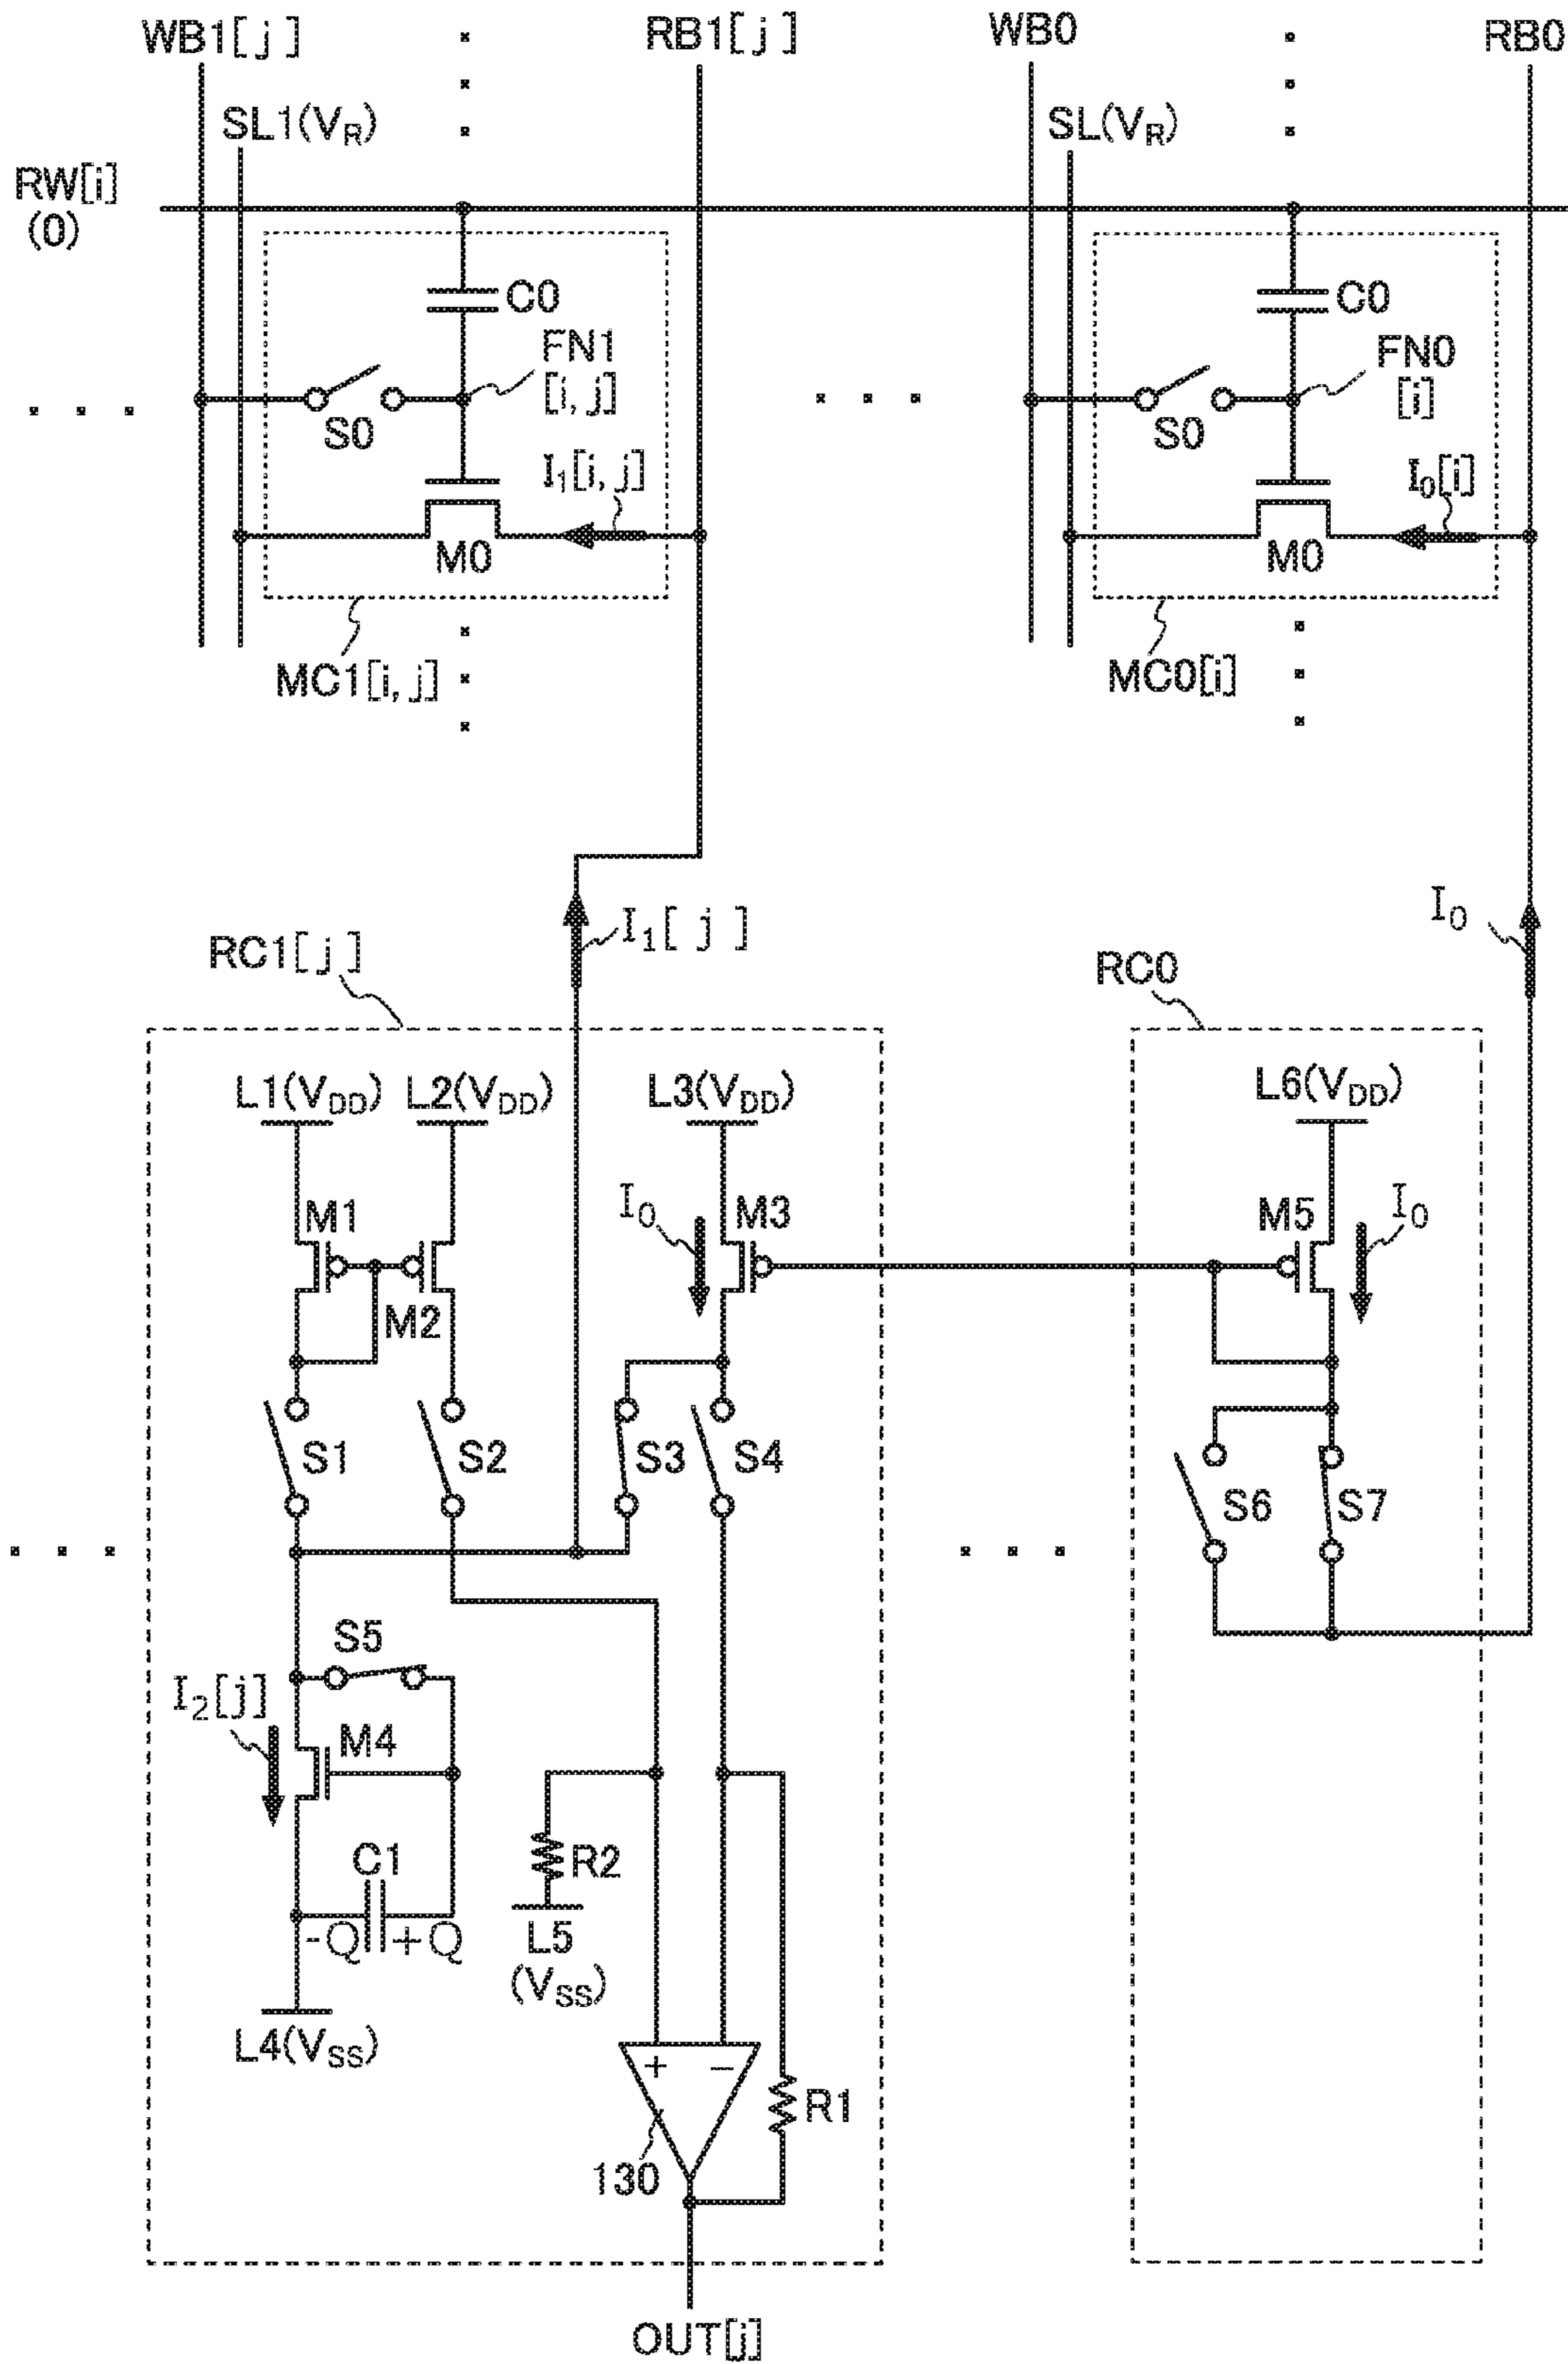 WB1[j]
RB1[j]
WB0
RB0
SL1(VR)
SL(VR)
RW[i]
(0)
C0
C0
FN1
[i, j]
FN0
[i]
S0
S0
I1[i, j]
I0[i]
M0
M0
MC1[i, j]
MC0[i]
I1[j]
I0
RC1[j]
RC0
L1(VDD)
L2(VDD)
L3(VDD)
L6(VDD)
M1
I0
M3
M5
I0
M2
S1
S2
S3
S4
S6
S7
S5
I2[j]
M4
C1
R2
-Q
+Q
L5
(VSS)
L4(VSS)
+
−
R1
130
OUT[j]